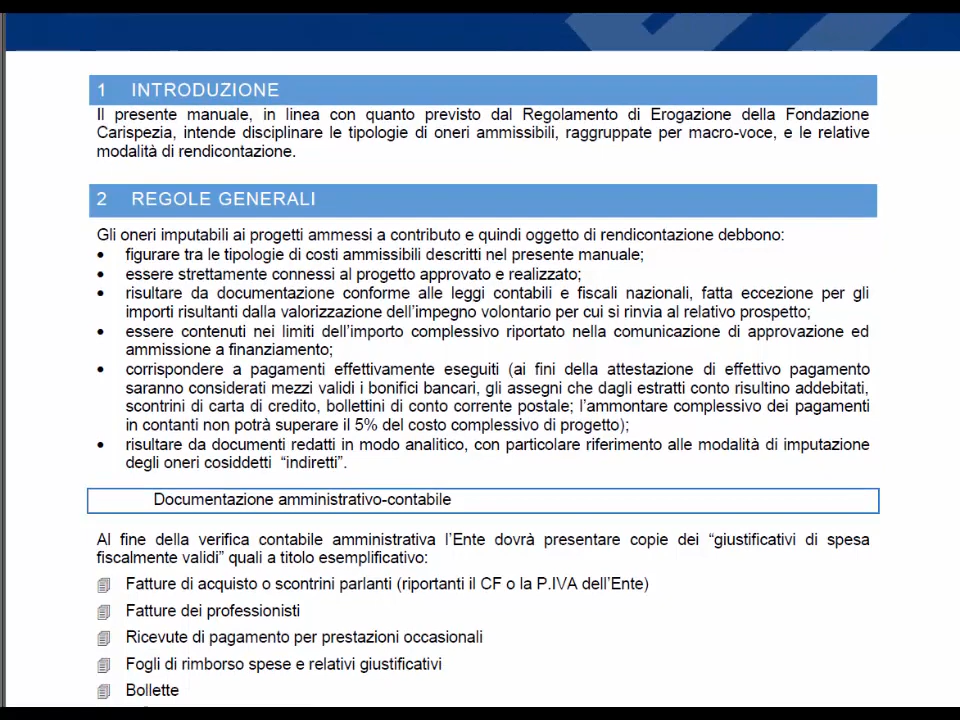 1 INTRODUZIONE
Il presente manuale, in linea con quanto previsto dal Regolamento di Erogazione della Fondazione
Carispezia, intende disciplinare le tipologie di oneri ammissibili, raggruppate per macro-voce, e le relative
modalità di rendicontazione.
2 REGOLE GENERALI
Gli oneri imputabili ai progetti ammessi a contributo e quindi oggetto di rendicontazione debbono:
• figurare tra le tipologie di costi ammissibili descritti nel presente manuale;
• essere strettamente connessi al progetto approvato e realizzato;
• risultare da documentazione conforme alle leggi contabili e fiscali nazionali, fatta eccezione per gli
importi risultanti dalla valorizzazione dell’impegno volontario per cui si rinvia al relativo prospetto;
• essere contenuti nei limiti dell’importo complessivo riportato nella comunicazione di approvazione ed
ammissione a finanziamento;
• corrispondere a pagamenti effettivamente eseguiti (ai fini della attestazione di effettivo pagamento
saranno considerati mezzi validi i bonifici bancari, gli assegni che dagli estratti conto risultino addebitati,
scontrini di carta di credito, bollettini di conto corrente postale; l’ammontare complessivo dei pagamenti
in contanti non potrà superare il 5% del costo complessivo di progetto);
• risultare da documenti redatti in modo analitico, con particolare riferimento alle modalità di imputazione
degli oneri cosiddetti “indiretti”.
Documentazione amministrativo-contabile
Al fine della verifica contabile amministrativa l’Ente dovrà presentare copie dei “giustificativi di spesa
fiscalmente validi” quali a titolo esemplificativo:
Fatture di acquisto o scontrini parlanti (riportanti il CF o la P.IVA dell’Ente)
Fatture dei professionisti
Ricevute di pagamento per prestazioni occasionali
Fogli di rimborso spese e relativi giustificativi
Bollette